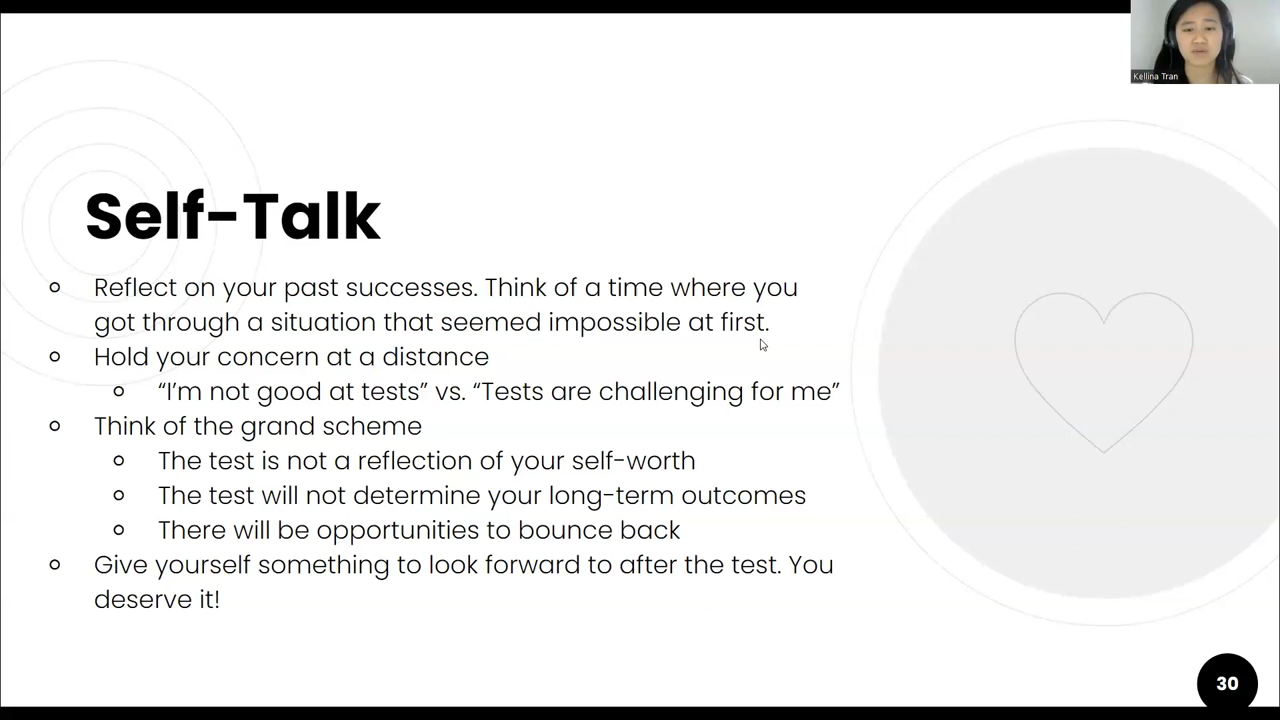 Kellina Tran
Self-Talk
Reflect on your past successes. Think of a time where you
got through a situation that seemed impossible at first.
Hold your concern at a distance
“I’m not good at tests” vs. “Tests are challenging for me”
Think of the grand scheme
The test is not a reflection of your self-worth
The test will not determine your long-term outcomes
There will be opportunities to bounce back
Give yourself something to look forward to after the test. You
deserve it!
30